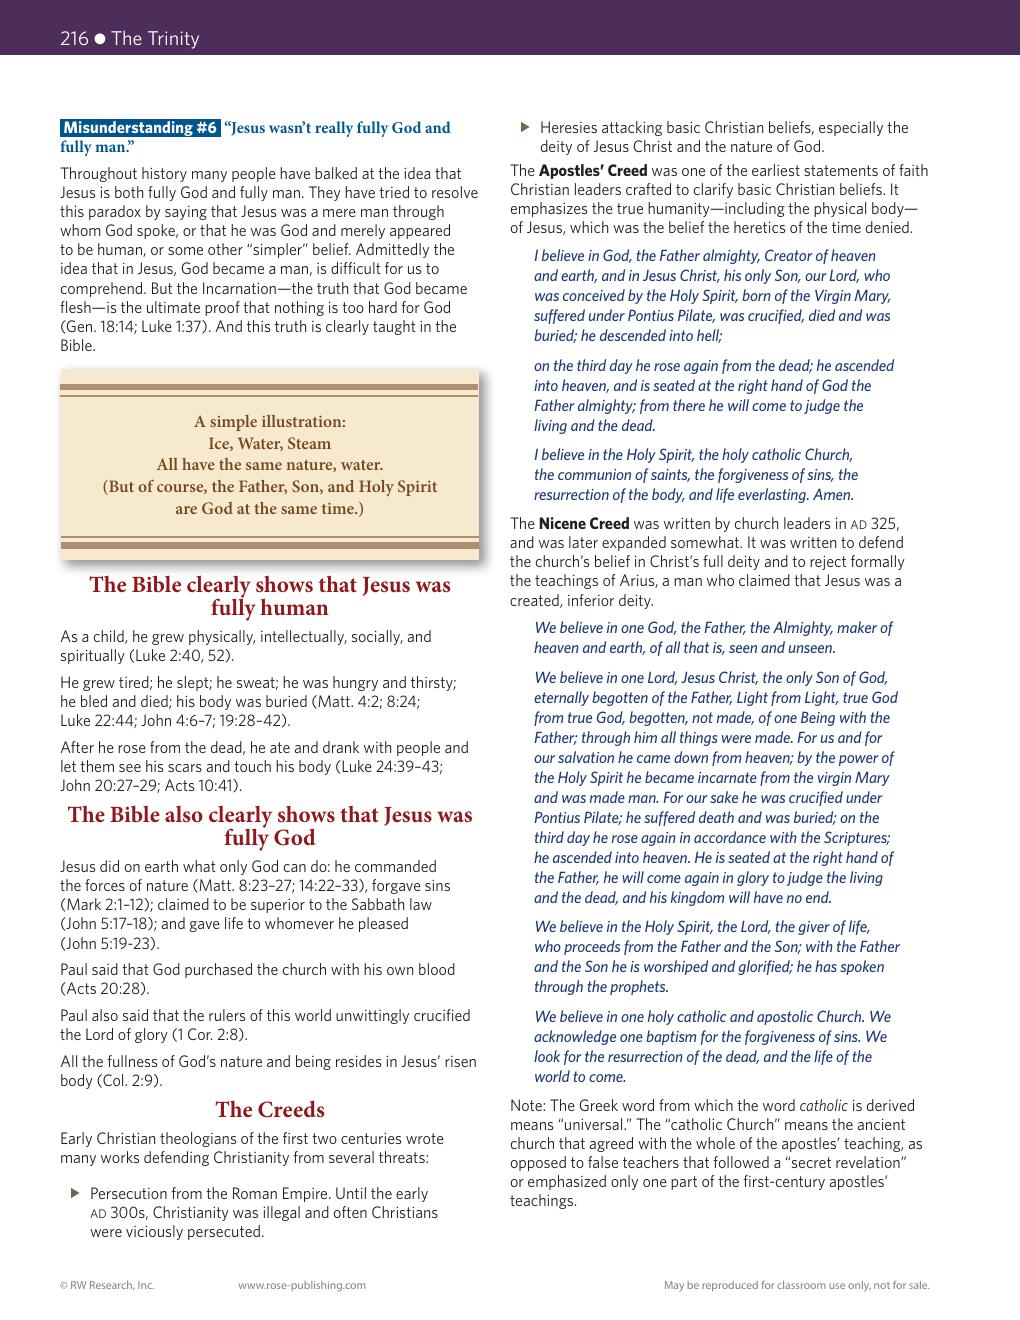 216 ● The Trinity
Misunderstanding #6 “Jesus wasn’t really fully God and
fully man.”
Throughout history many people have balked at the idea that
Jesus is both fully God and fully man. They have tried to resolve
this paradox by saying that Jesus was a mere man through
whom God spoke, or that he was God and merely appeared
to be human, or some other “simpler” belief. Admittedly the
idea that in Jesus, God became a man, is difficult for us to
comprehend. But the Incarnation—the truth that God became
flesh—is the ultimate proof that nothing is too hard for God
(Gen. 18:14; Luke 1:37). And this truth is clearly taught in the
Bible.
A simple illustration:
Ice, Water, Steam
All have the same nature, water.
(But of course, the Father, Son, and Holy Spirit
are God at the same time.)
The Bible clearly shows that Jesus was
fully human
As a child, he grew physically, intellectually, socially, and
spiritually (Luke 2:40, 52).
He grew tired; he slept; he sweat; he was hungry and thirsty;
he bled and died; his body was buried (Matt. 4:2; 8:24;
Luke 22:44; John 4:6–7; 19:28–42).
After he rose from the dead, he ate and drank with people and
let them see his scars and touch his body (Luke 24:39–43;
John 20:27–29; Acts 10:41).
The Bible also clearly shows that Jesus was
fully God
Jesus did on earth what only God can do: he commanded
the forces of nature (Matt. 8:23–27; 14:22–33), forgave sins
(Mark 2:1–12); claimed to be superior to the Sabbath law
(John 5:17–18); and gave life to whomever he pleased
(John 5:19-23).
Paul said that God purchased the church with his own blood
(Acts 20:28).
Paul also said that the rulers of this world unwittingly crucified
the Lord of glory (1 Cor. 2:8).
All the fullness of God’s nature and being resides in Jesus’ risen
body (Col. 2:9).
The Creeds
Early Christian theologians of the first two centuries wrote
many works defending Christianity from several threats:
▶ Persecution from the Roman Empire. Until the early
AD 300s, Christianity was illegal and often Christians
were viciously persecuted.
▶ Heresies attacking basic Christian beliefs, especially the
deity of Jesus Christ and the nature of God.
The Apostles’ Creed was one of the earliest statements of faith
Christian leaders crafted to clarify basic Christian beliefs. It
emphasizes the true humanity—including the physical body—
of Jesus, which was the belief the heretics of the time denied.
I believe in God, the Father almighty, Creator of heaven
and earth, and in Jesus Christ, his only Son, our Lord, who
was conceived by the Holy Spirit, born of the Virgin Mary,
suffered under Pontius Pilate, was crucified, died and was
buried; he descended into hell;
on the third day he rose again from the dead; he ascended
into heaven, and is seated at the right hand of God the
Father almighty; from there he will come to judge the
living and the dead.
I believe in the Holy Spirit, the holy catholic Church,
the communion of saints, the forgiveness of sins, the
resurrection of the body, and life everlasting. Amen.
The Nicene Creed was written by church leaders in AD 325,
and was later expanded somewhat. It was written to defend
the church’s belief in Christ’s full deity and to reject formally
the teachings of Arius, a man who claimed that Jesus was a
created, inferior deity.
We believe in one God, the Father, the Almighty, maker of
heaven and earth, of all that is, seen and unseen.
We believe in one Lord, Jesus Christ, the only Son of God,
eternally begotten of the Father, Light from Light, true God
from true God, begotten, not made, of one Being with the
Father; through him all things were made. For us and for
our salvation he came down from heaven; by the power of
the Holy Spirit he became incarnate from the virgin Mary
and was made man. For our sake he was crucified under
Pontius Pilate; he suffered death and was buried; on the
third day he rose again in accordance with the Scriptures;
he ascended into heaven. He is seated at the right hand of
the Father, he will come again in glory to judge the living
and the dead, and his kingdom will have no end.
We believe in the Holy Spirit, the Lord, the giver of life,
who proceeds from the Father and the Son; with the Father
and the Son he is worshiped and glorified; he has spoken
through the prophets.
We believe in one holy catholic and apostolic Church. We
acknowledge one baptism for the forgiveness of sins. We
look for the resurrection of the dead, and the life of the
world to come.
Note: The Greek word from which the word catholic is derived
means “universal.” The “catholic Church” means the ancient
church that agreed with the whole of the apostles’ teaching, as
opposed to false teachers that followed a “secret revelation”
or emphasized only one part of the first-century apostles’
teachings.
© RW Research, Inc. www.rose-publishing.com May be reproduced for classroom use only, not for sale.